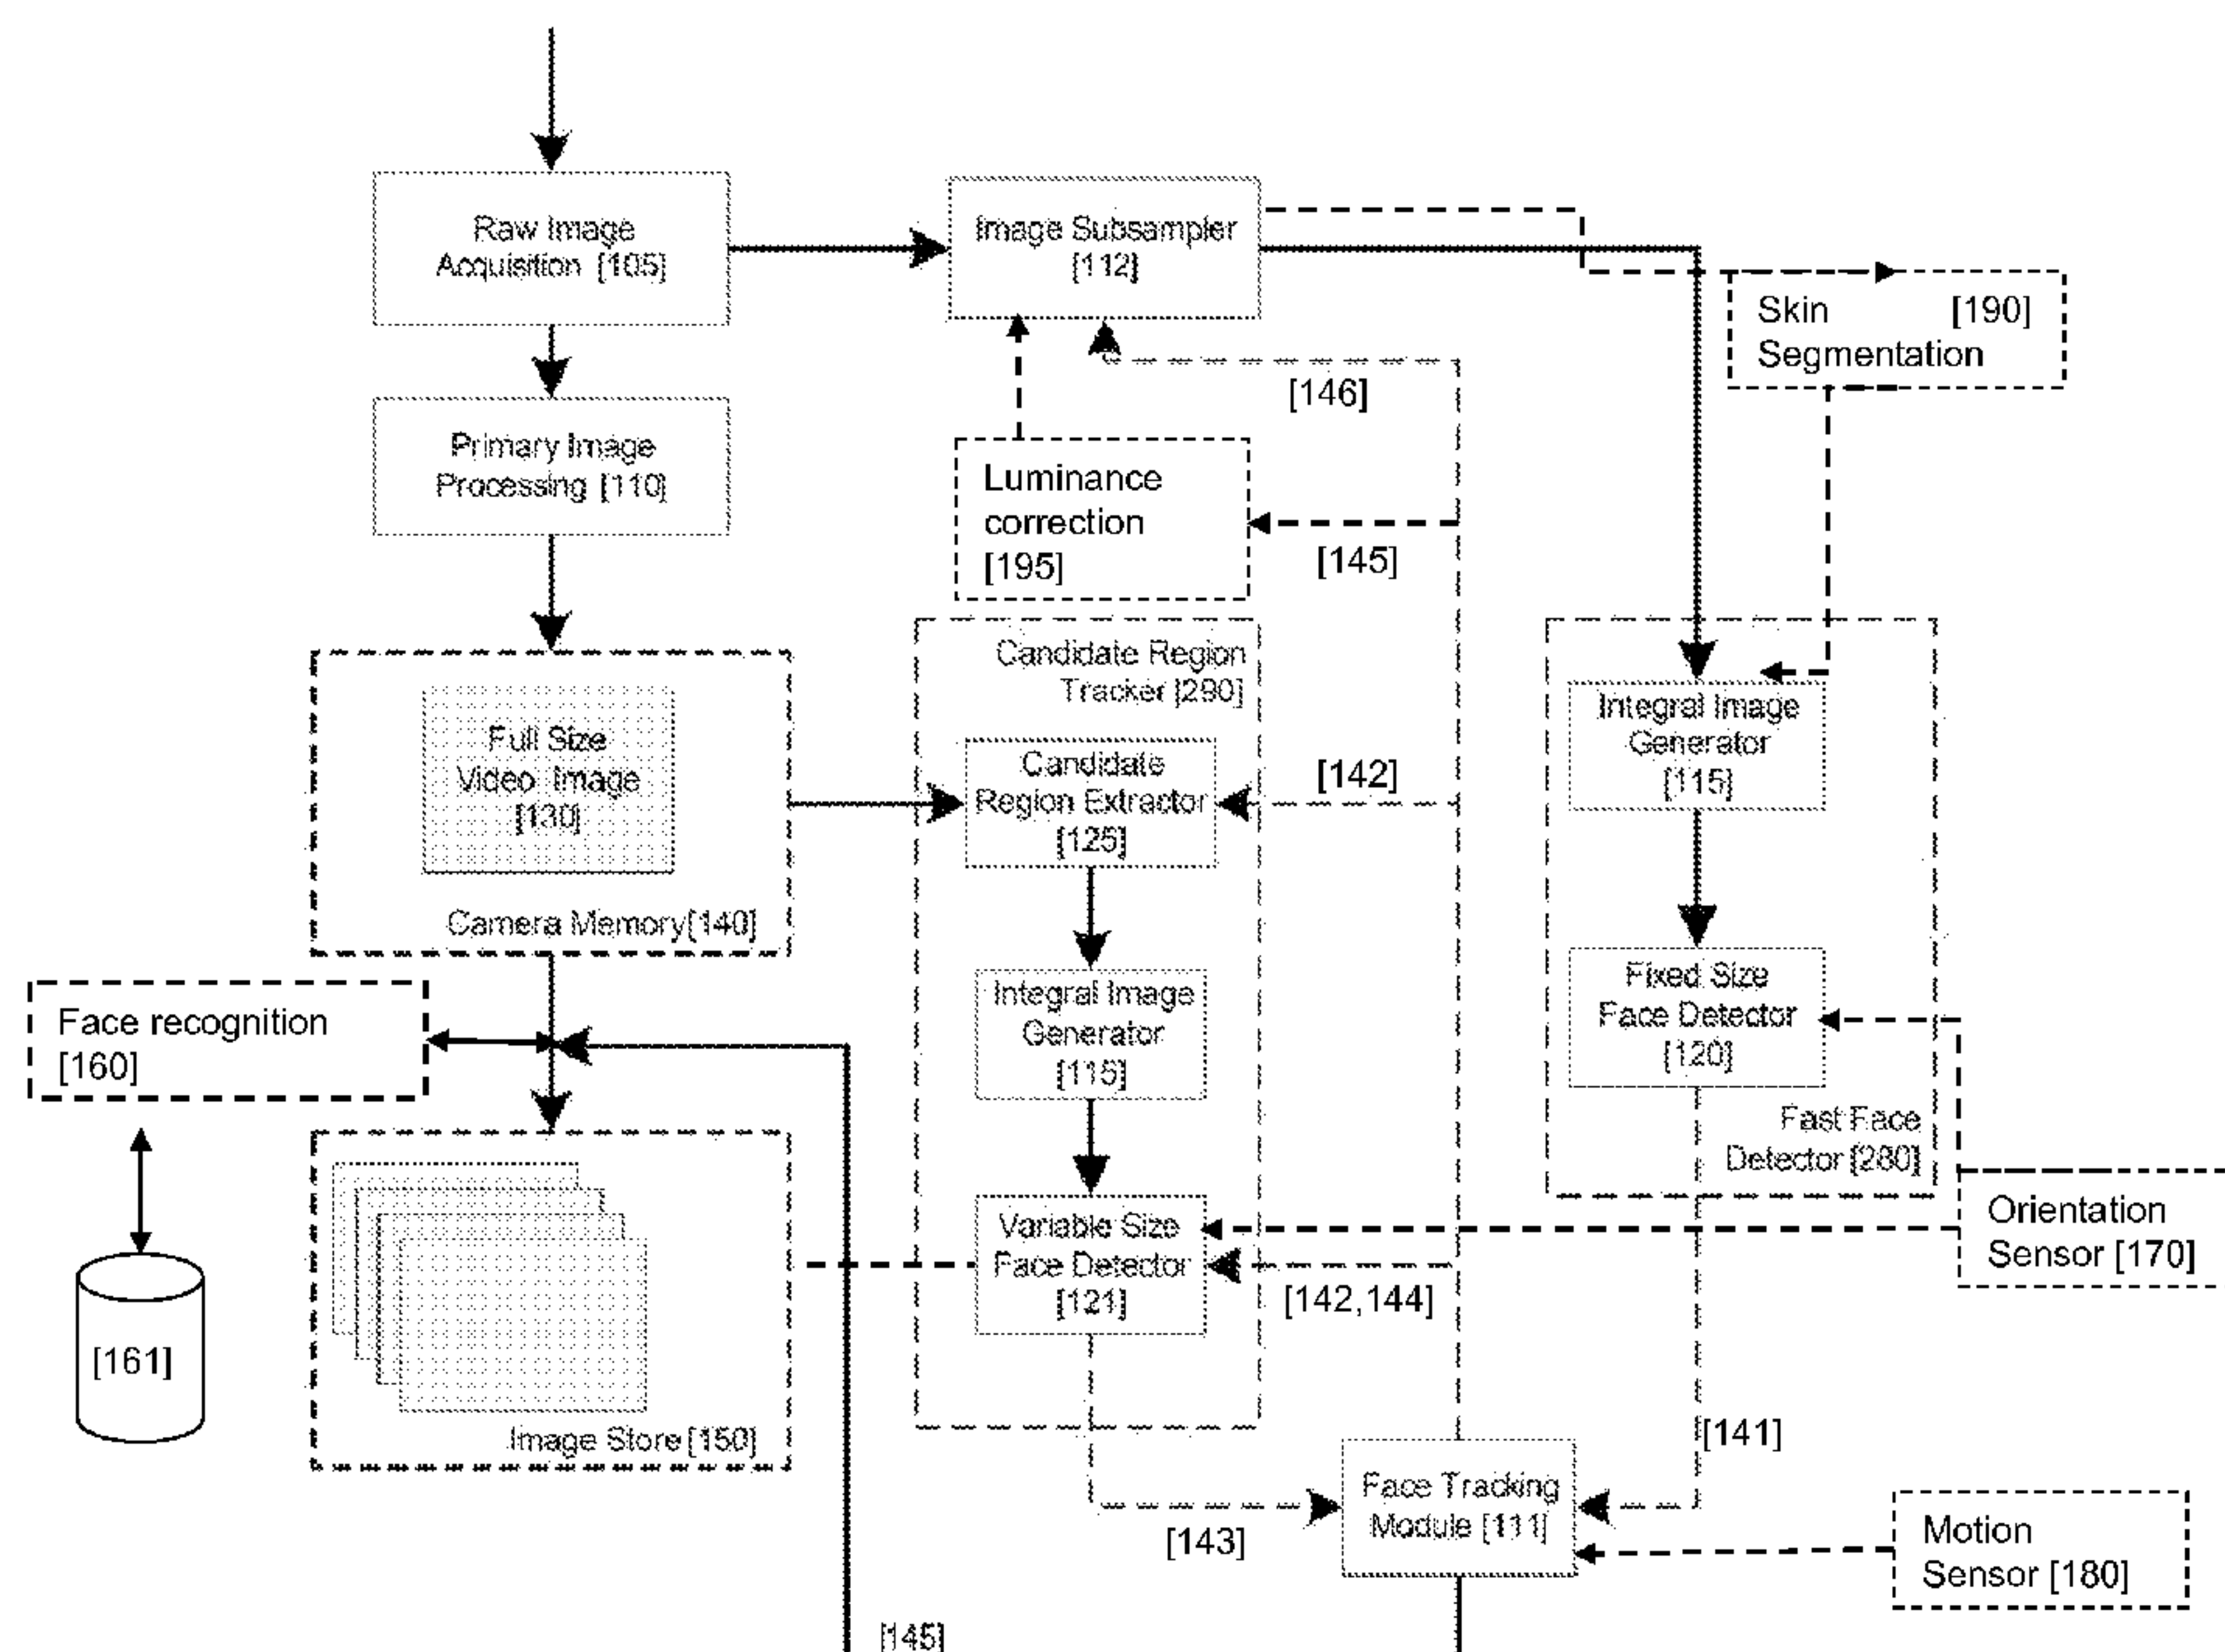 Raw Image
Acquisition [105]
Image Subsampler
[112]
Skin [190]
Segmentation
[146]
Primary Image
Processing [110]
Luminance
correction
[195]
[145]
Candidate Region
Tracker [290]
Full Size
Video Image
[130]
Camera Memory[140]
Candidate
Region Extractor
[125]
[142]
Integral Image
Generator
[115]
Face recognition
[160]
Integral Image
Generator
[115]
Fixed Size
Face Detector
[120]
Fast Face
Detector [280]
[161]
Image Store [150]
Variable Size
Face Detector
[121]
[142,144]
Orientation
Sensor [170]
[141]
[143]
Face Tracking
Module [111]
Motion
Sensor [180]
[145]